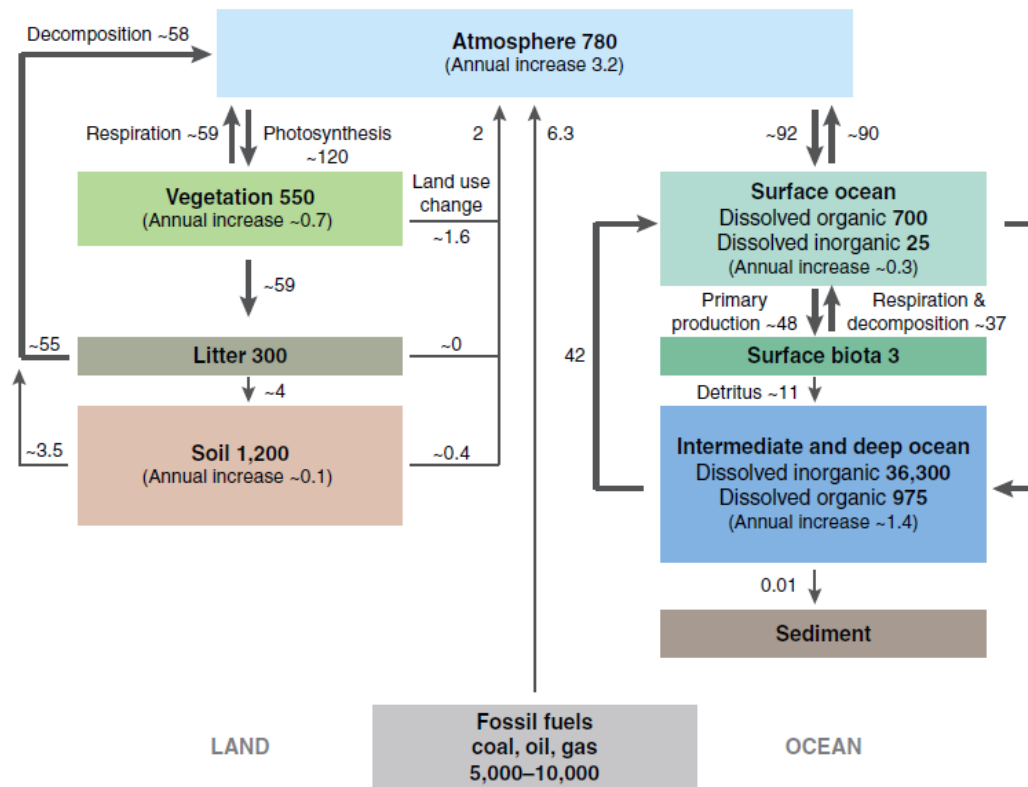 Decomposition ~58
Atmosphere 780
(Annual increase 3.2)
Respiration ~59
Photosynthesis
~120
2
6.3
~92
~90
Vegetation 550
(Annual increase ~0.7)
Land use
change
~1.6
Surface ocean
Dissolved organic 700
Dissolved inorganic 25
(Annual increase ~0.3)
~59
Primary
production ~48
Respiration &
decomposition ~37
~55
Litter 300
~0
42
Surface biota 3
~4
Detritus ~11
~3.5
Soil 1,200
(Annual increase ~0.1)
~0.4
Intermediate and deep ocean
Dissolved inorganic 36,300
Dissolved organic 975
(Annual increase ~1.4)
0.01
Sediment
LAND
Fossil fuels
coal, oil, gas
5,000–10,000
OCEAN